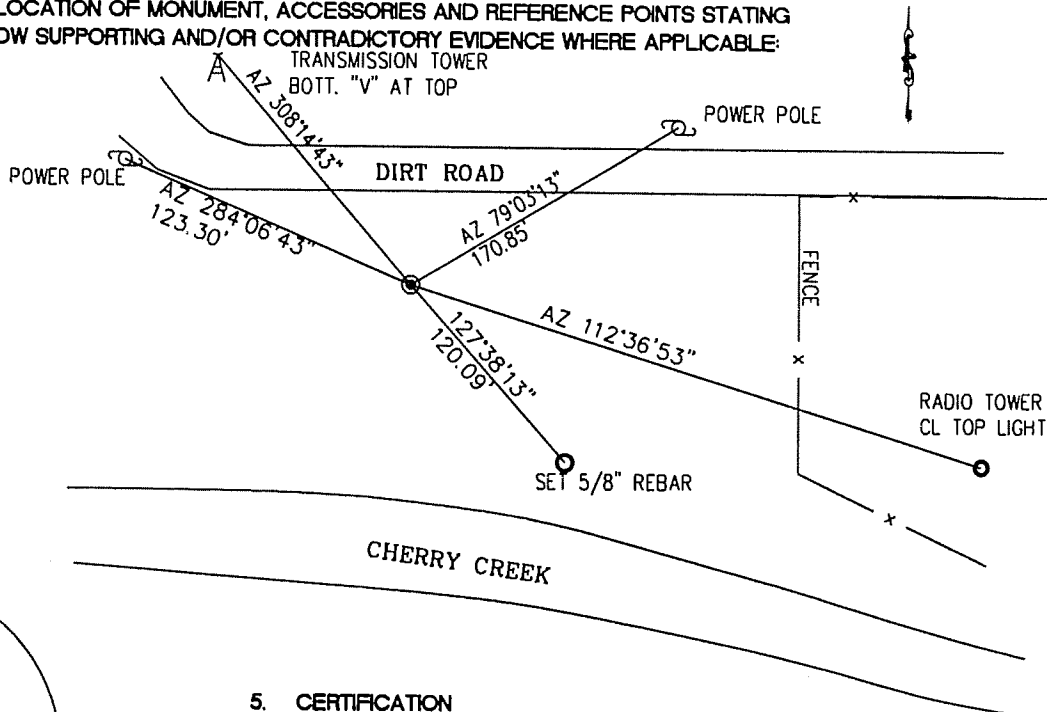 LOCATION OF MONUMENT, ACCESSORIES AND REFERENCE POINTS STATING
OW SUPPORTING AND/OR CONTRADICTORY EVIDENCE WHERE APPLICABLE:
TRANSMISSION TOWER
BOTT. "V" AT TOP
AZ 308°14'43"
POWER POLE
DIRT ROAD
POWER POLE
AZ 284°06'43"
123.30'
AZ 79°03'13"
170.85'
x
FENCE
AZ 112°36'53"
127°38'13"
120.09'
x
RADIO TOWER
CL TOP LIGHT
SET 5/8" REBAR
x
CHERRY CREEK
5. CERTIFICATION